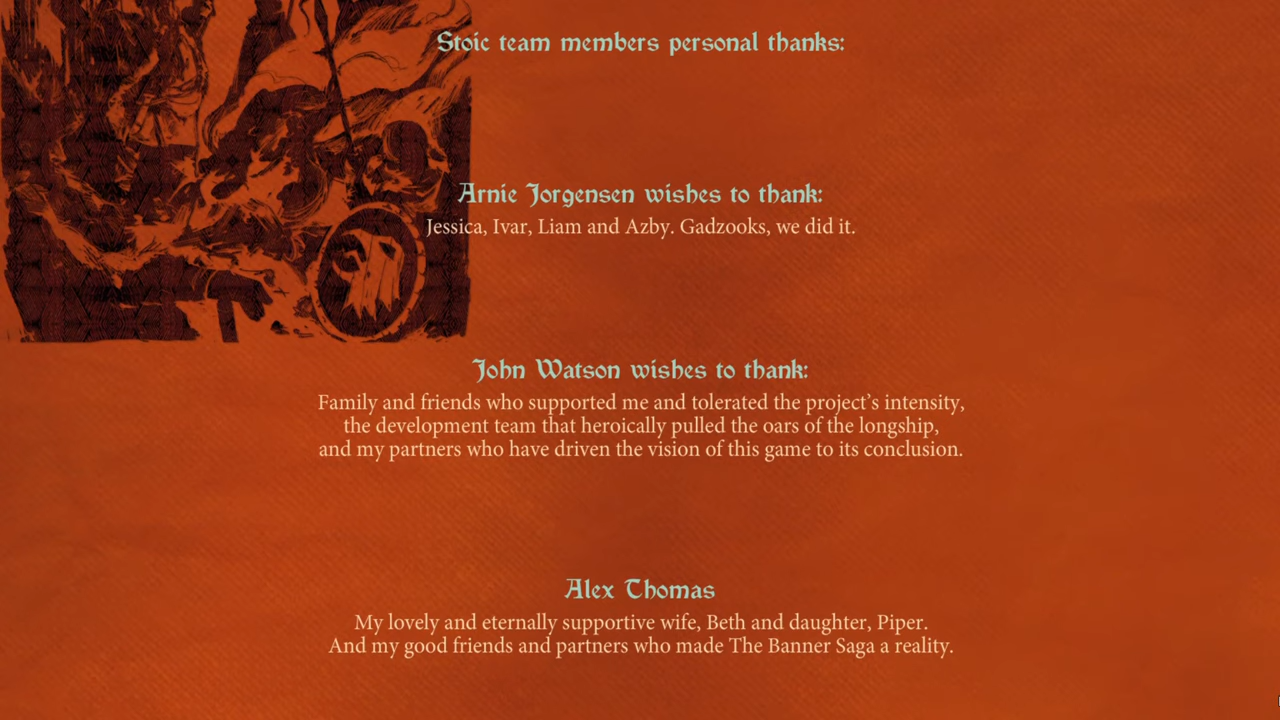 Stoic team members personal thanks:
Arnie Jorgensen wishes to thank:
Jessica, Ivar, Liam and Azby. Gadzooks, we did it.
John Watson wishes to thank:
Family and friends who supported me and tolerated the project's intensity,
the development team that heroically pulled the oars of the longship,
and my partners who have driven the vision of this game to its conclusion.
Alex Thomas
My lovely and eternally supportive wife, Beth and daughter, Piper.
And my good friends and partners who made The Banner Saga a reality.